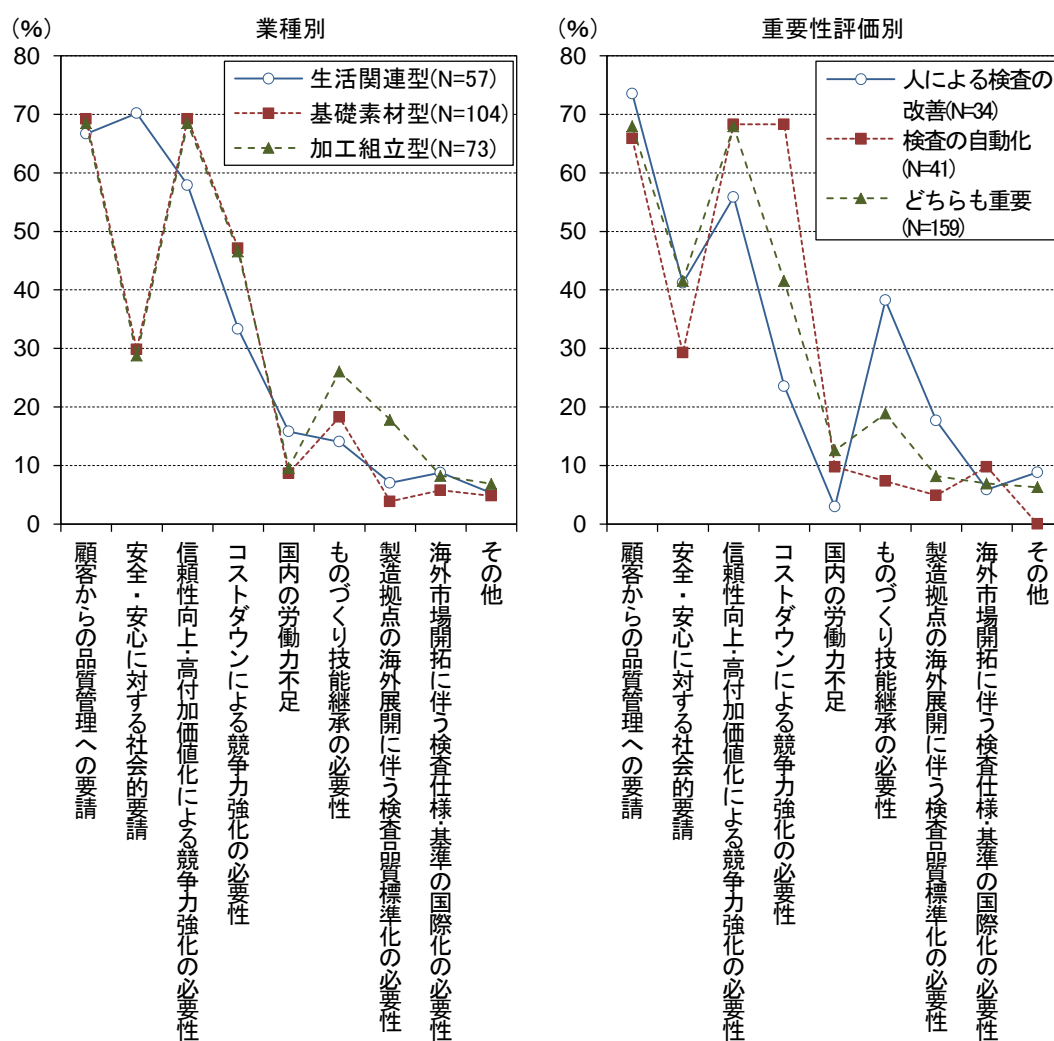 (%)
業種別
80
70
60
50
40
30
20
10
0
生活関連型(N=57)
基礎素材型(N=104)
加工組立型(N=73)
顧客からの品質管理への要請
安全・安心に対する社会的要請
信頼性向上・高付加価値化による競争力強化の必要性
コストダウンによる競争力強化の必要性
国内の労働力不足
ものづくり技能継承の必要性
製造拠点の海外展開に伴う検査品質標準化の必要性
海外市場開拓に伴う検査仕様・基準の国際化の必要性
その他
(%)
重要性評価別
80
70
60
50
40
30
20
10
0
人による検査の
改善(N=34)
検査の自動化
(N=41)
どちらも重要
(N=159)
顧客からの品質管理への要請
安全・安心に対する社会的要請
信頼性向上・高付加価値化による競争力強化の必要性
コストダウンによる競争力強化の必要性
国内の労働力不足
ものづくり技能継承の必要性
製造拠点の海外展開に伴う検査品質標準化の必要性
海外市場開拓に伴う検査仕様・基準の国際化の必要性
その他